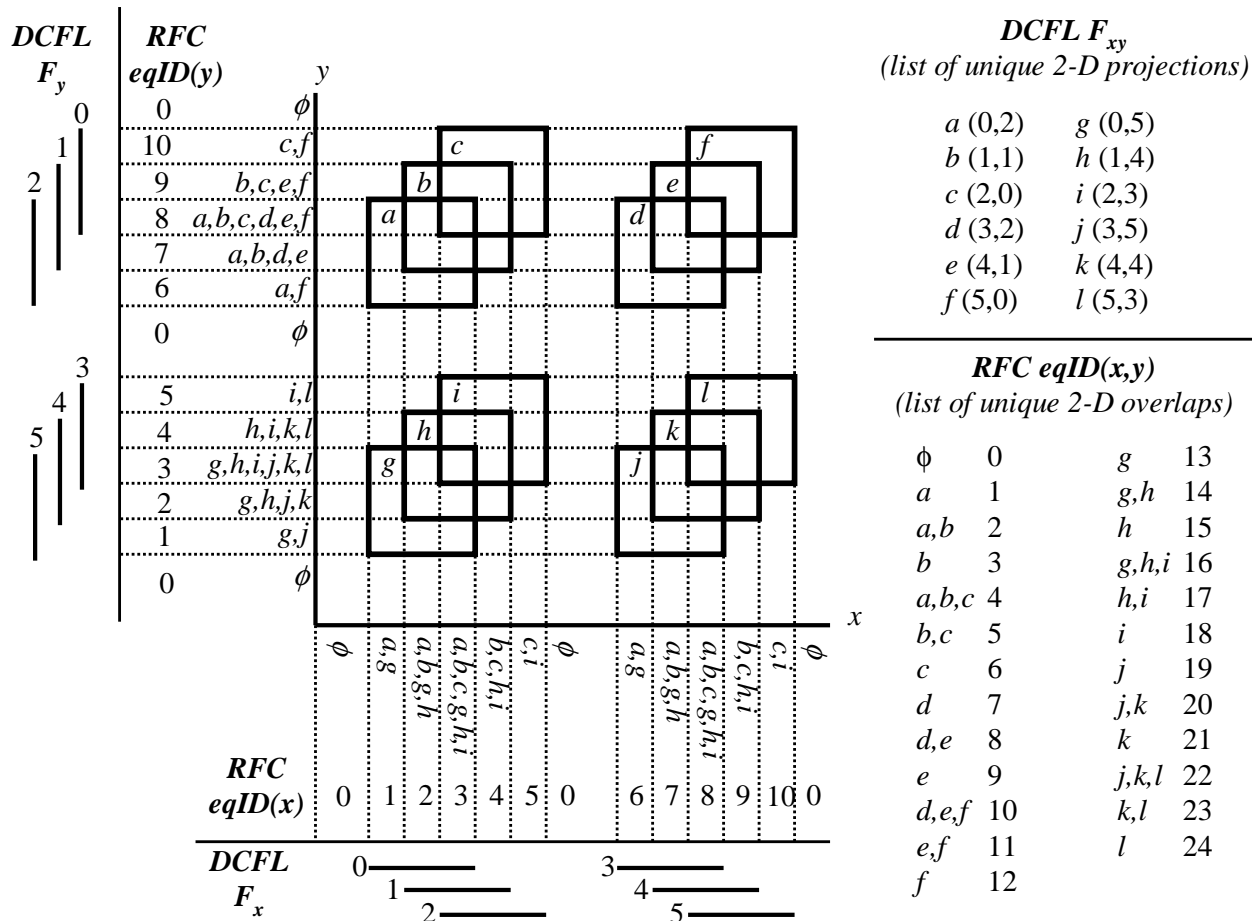 DCFL F_y
RFC eqID(y)
y
0 ϕ
10 c,f
9 b,c,e,f
8 a,b,c,d,e,f
7 a,b,d,e
6 a,f
0 ϕ
5 i,l
4 h,i,k,l
3 g,h,i,j,k,l
2 g,h,j,k
1 g,j
0 ϕ
0
1
2
3
4
5
c
b
a
f
e
d
i
h
g
l
k
j
x
ϕ
a,g
a,b,g,h
a,b,c,g,h,i
b,c,h,i
c,i
ϕ
a,g
a,b,g,h
a,b,c,g,h,i
b,c,h,i
c,i
ϕ
RFC
eqID(x) 0 1 2 3 4 5 0 6 7 8 9 10 0
DCFL
F_x
0 3
1 4
2 5
DCFL F_xy
(list of unique 2-D projections)
a (0,2) g (0,5)
b (1,1) h (1,4)
c (2,0) i (2,3)
d (3,2) j (3,5)
e (4,1) k (4,4)
f (5,0) l (5,3)
RFC eqID(x,y)
(list of unique 2-D overlaps)
ϕ 0 g 13
a 1 g,h 14
a,b 2 h 15
b 3 g,h,i 16
a,b,c 4 h,i 17
b,c 5 i 18
c 6 j 19
d 7 j,k 20
d,e 8 k 21
e 9 j,k,l 22
d,e,f 10 k,l 23
e,f 11 l 24
f 12